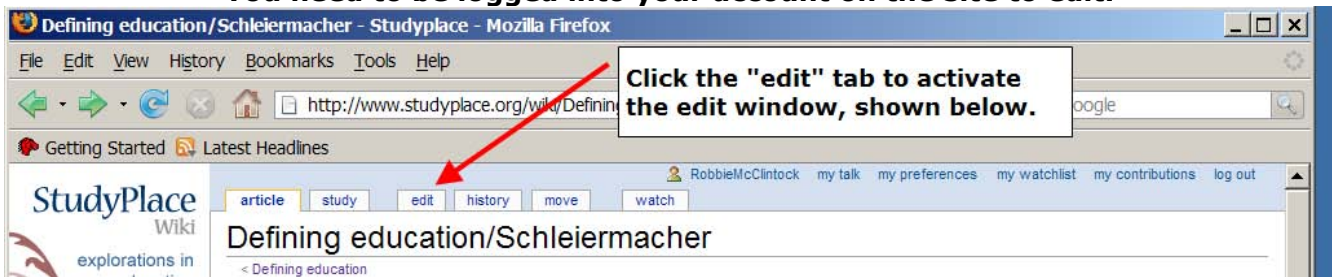 You need to be logged into your account on the site to edit.
Defining education/Schleiermacher - Studyplace - Mozilla Firefox
File Edit View History Bookmarks Tools Help
Click the "edit" tab to activate
the edit window, shown below.
http://www.studyplace.org/wiki/Defining
oogle
Getting Started Latest Headlines
RobbieMcClintock my talk my preferences my watchlist my contributions log out
StudyPlace
Wiki
explorations in
article study edit history move watch
Defining education/Schleiermacher
< Defining education